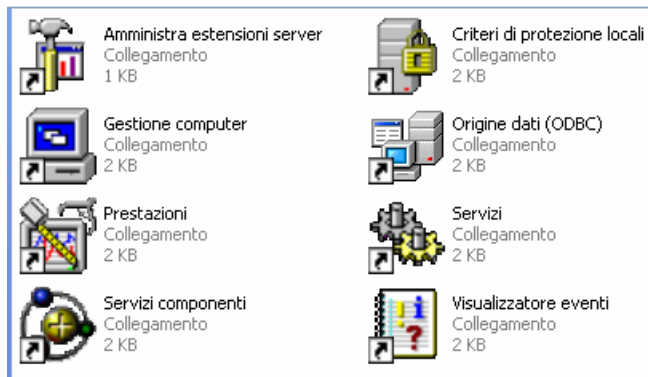 Amministra estensioni server
Collegamento
1 KB
Criteri di protezione locali
Collegamento
2 KB
Gestione computer
Collegamento
2 KB
Origine dati (ODBC)
Collegamento
2 KB
Prestazioni
Collegamento
2 KB
Servizi
Collegamento
2 KB
Servizi componenti
Collegamento
2 KB
Visualizzatore eventi
Collegamento
2 KB